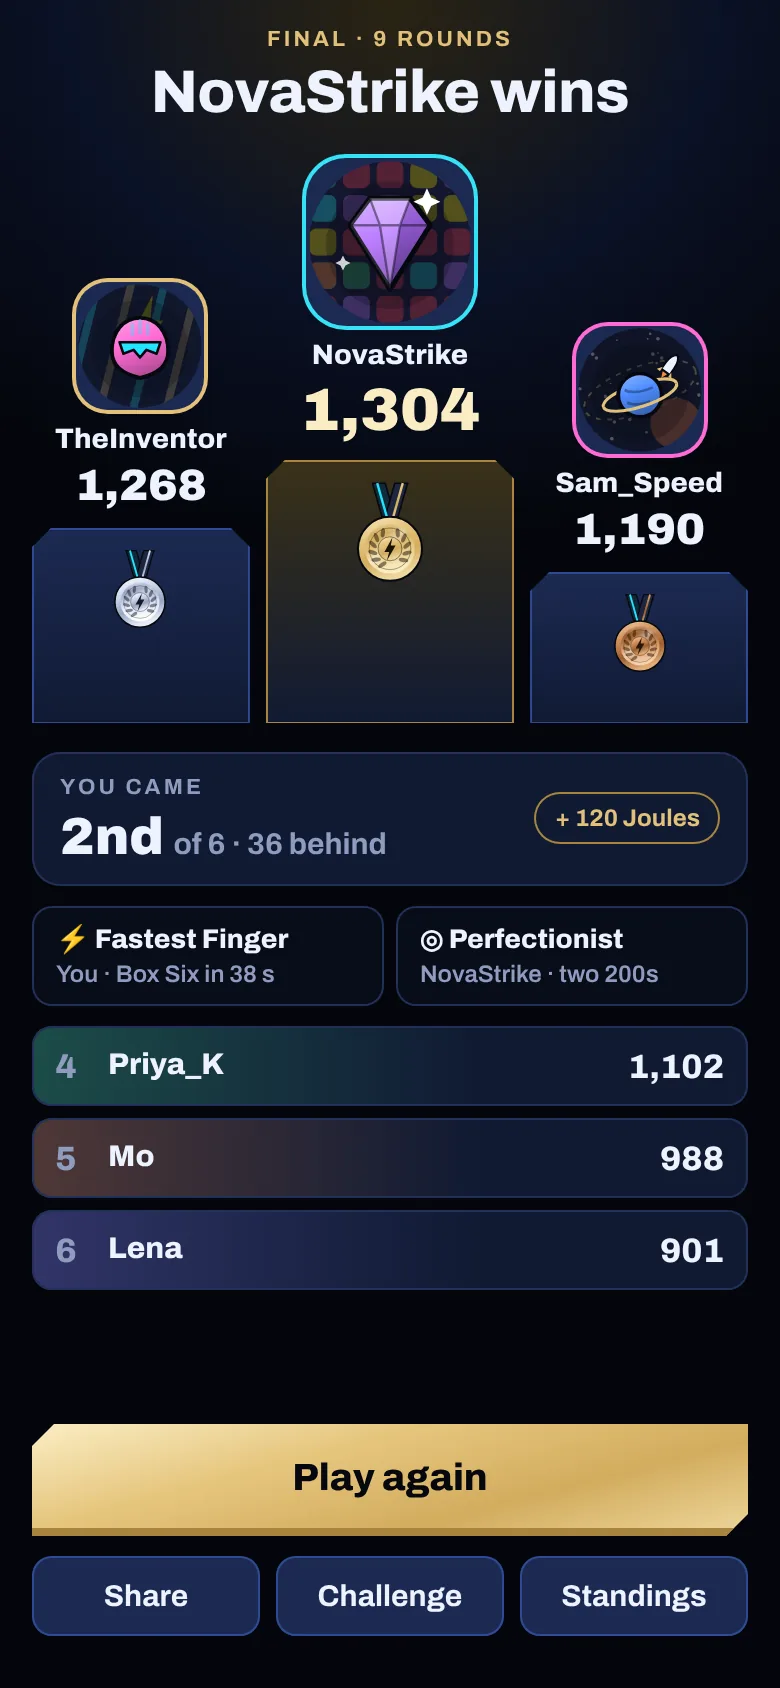 FINAL · 9 ROUNDS
NovaStrike wins
NovaStrike
1,304
TheInventor
1,268
Sam_Speed
1,190
YOU CAME
2nd of 6 · 36 behind
+ 120 Joules
⚡ Fastest Finger
You · Box Six in 38 s
◎ Perfectionist
NovaStrike · two 200s
4 Priya_K 1,102
5 Mo 988
6 Lena 901
Play again
Share
Challenge
Standings